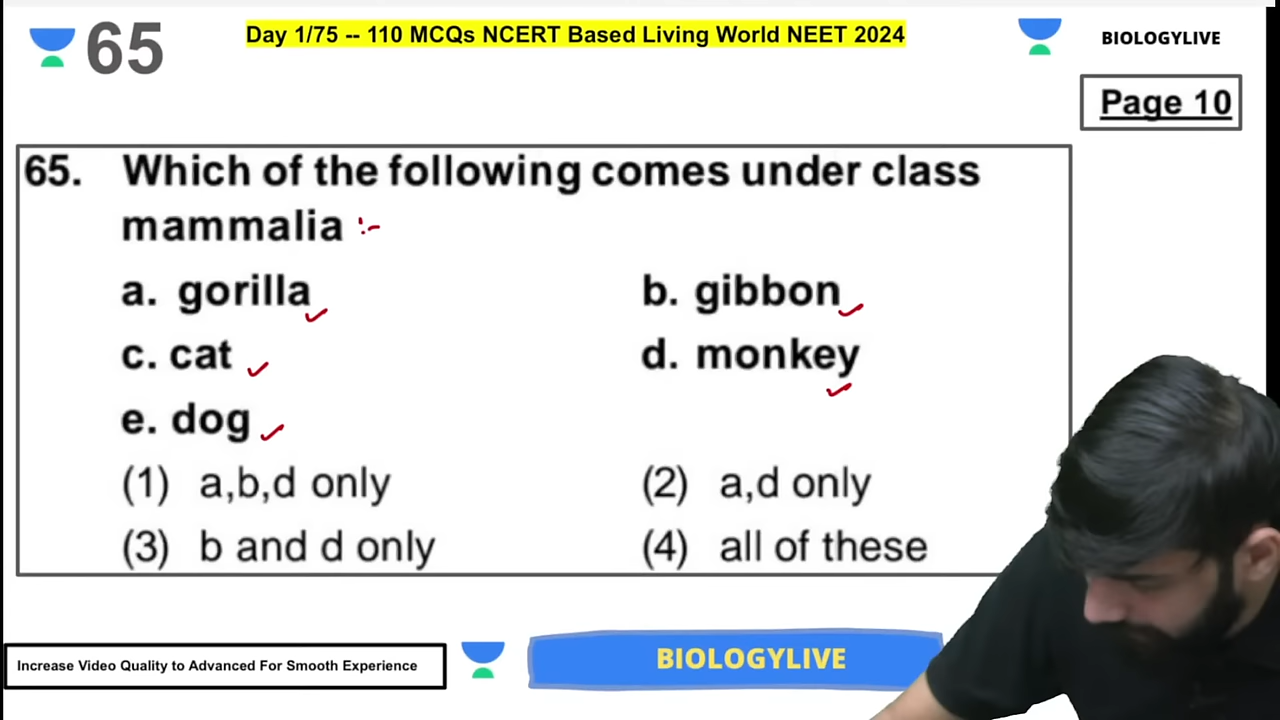 65
Day 1/75 -- 110 MCQs NCERT Based Living World NEET 2024
BIOLOGYLIVE
Page 10
65. Which of the following comes under class
mammalia :-
a. gorilla b. gibbon
c. cat d. monkey
e. dog
(1) a,b,d only (2) a,d only
(3) b and d only (4) all of these
Increase Video Quality to Advanced For Smooth Experience
BIOLOGYLIVE